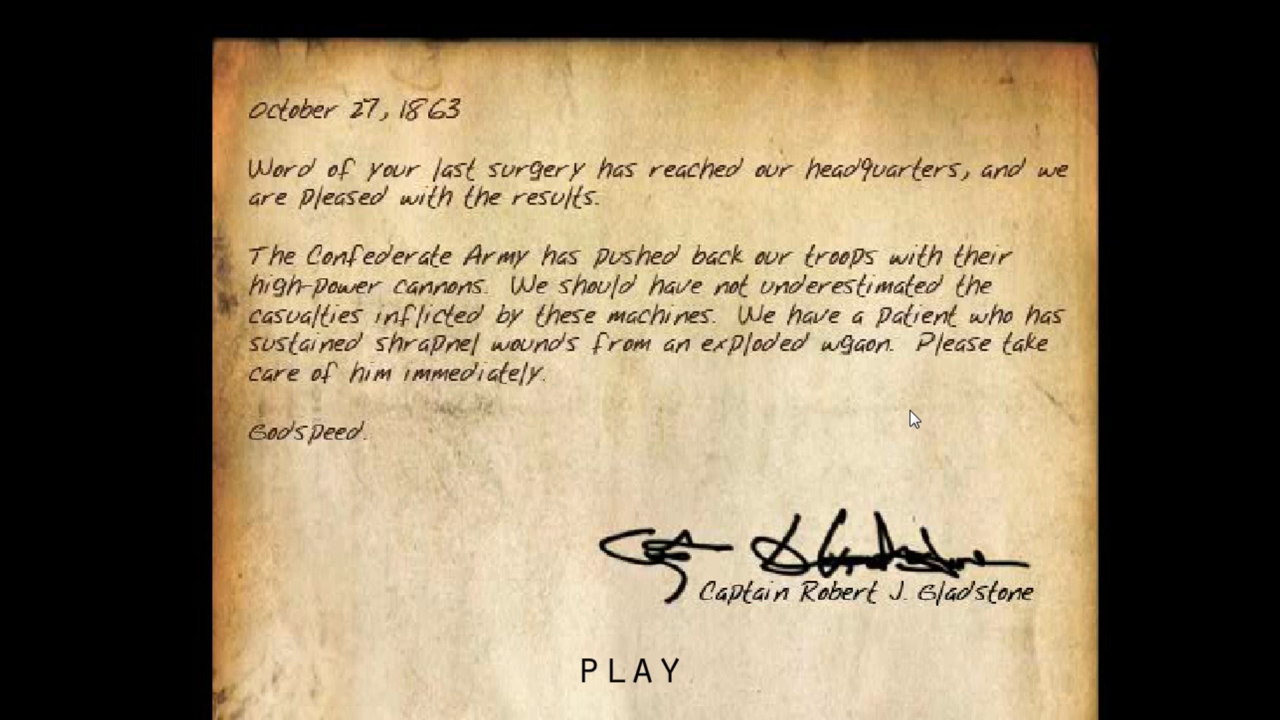 October 27, 1863
Word of your last surgery has reached our headquarters, and we
are pleased with the results.
The Confederate Army has pushed back our troops with their
high-power cannons. We should have not underestimated the
casualties inflicted by these machines. We have a patient who has
sustained shrapnel wounds from an exploded wgaon. Please take
care of him immediately.
Godspeed.
Captain Robert J. Gladstone
PLAY